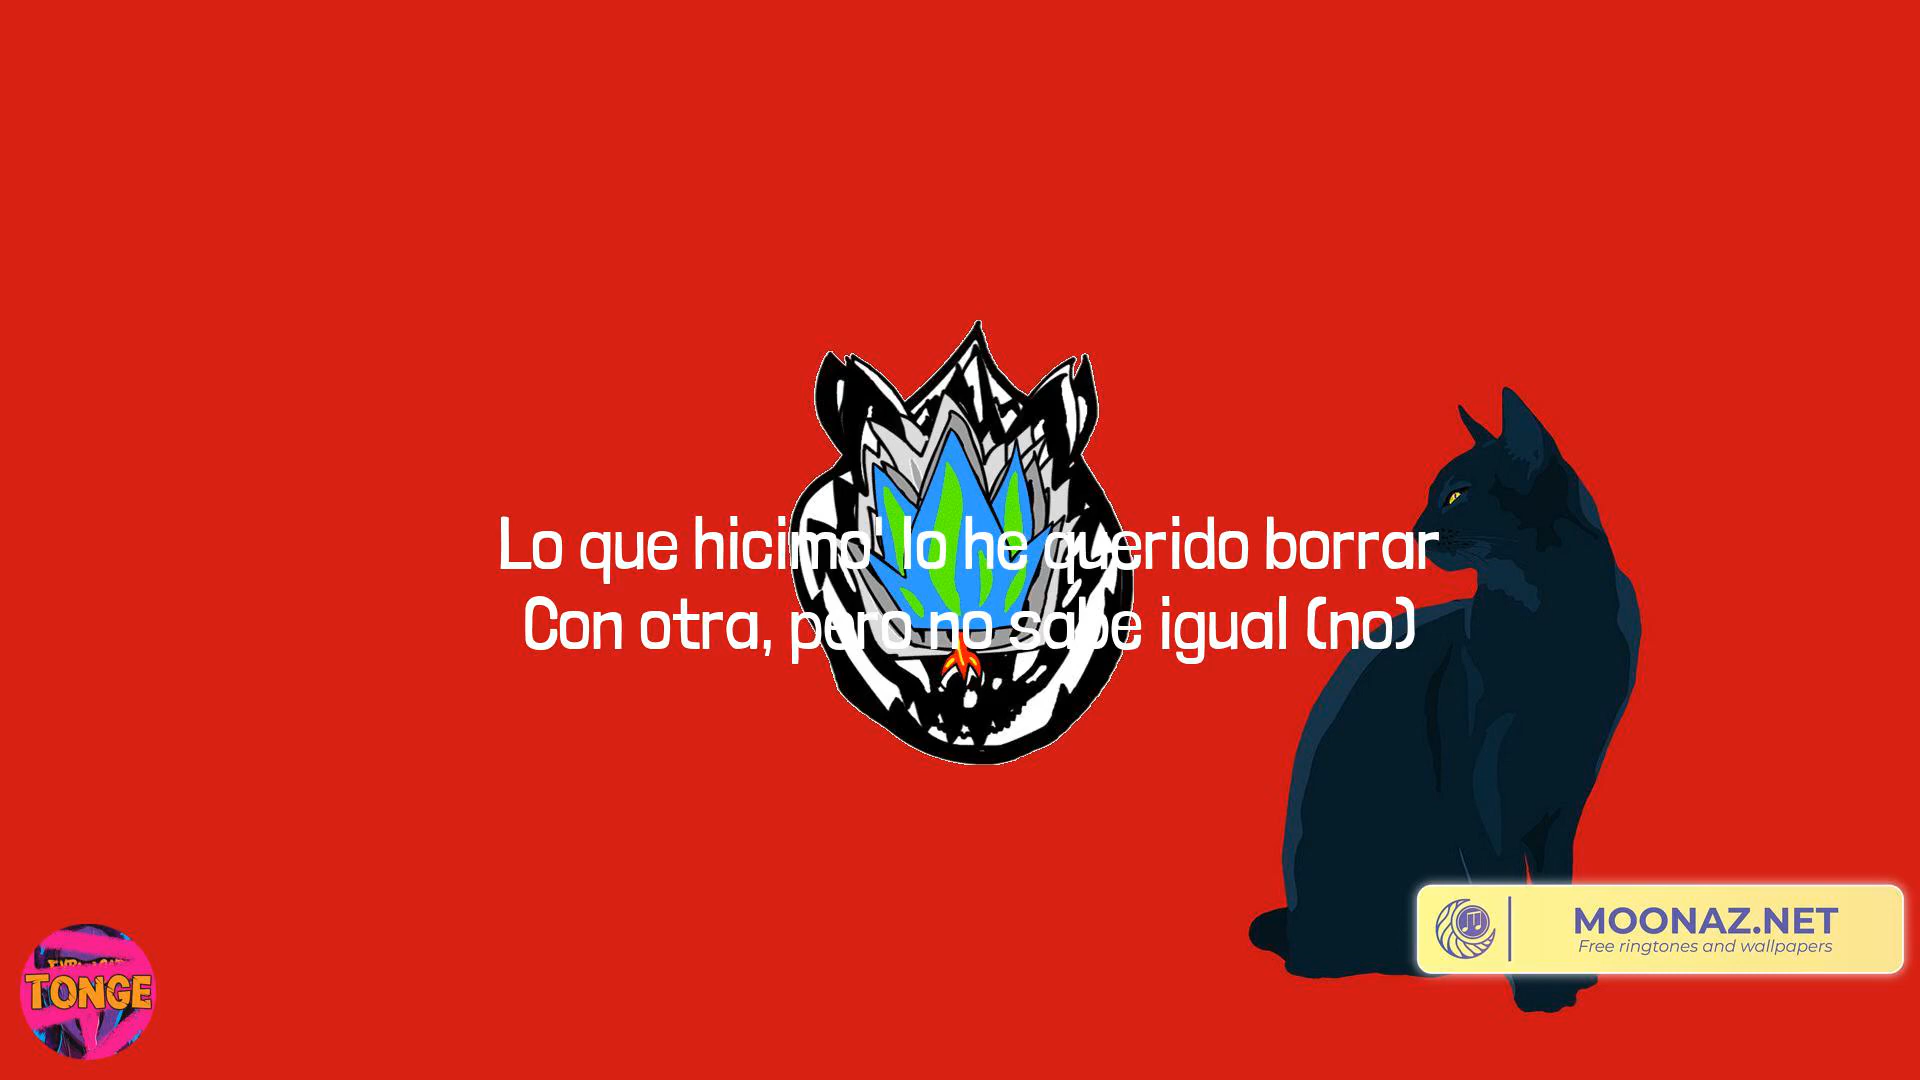 Lo que hicimo' lo he querido borrar
Con otra, pero no sabe igual (no)
MOONAZ.NET
Free ringtones and wallpapers
TONGE